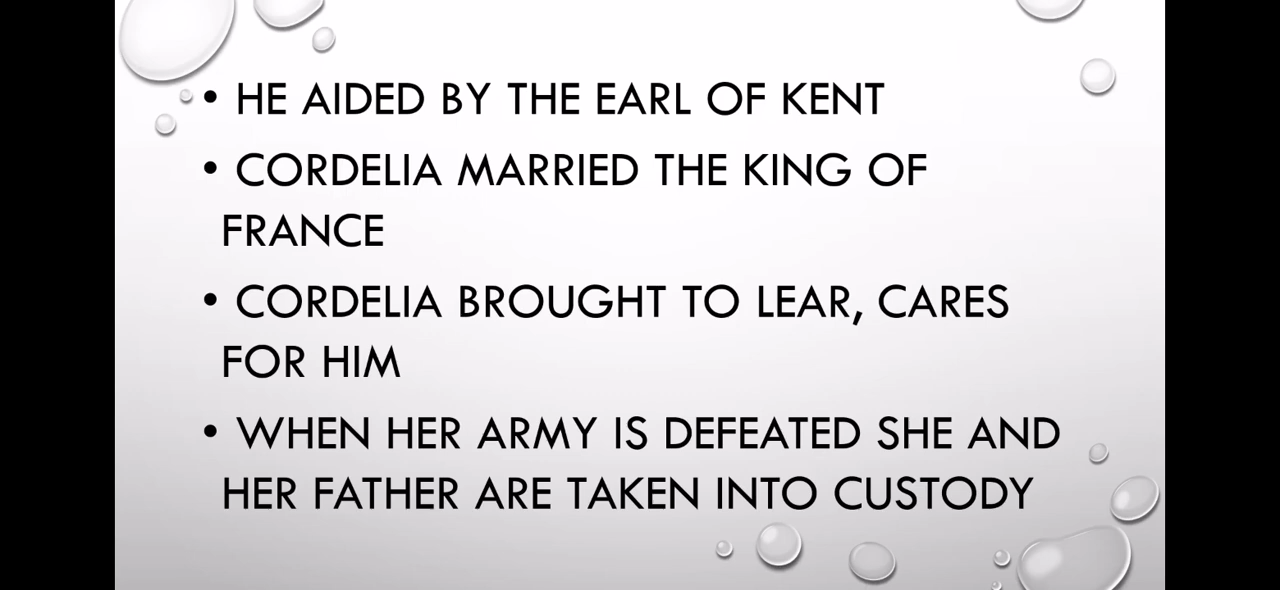 • HE AIDED BY THE EARL OF KENT
• CORDELIA MARRIED THE KING OF
FRANCE
• CORDELIA BROUGHT TO LEAR, CARES
FOR HIM
• WHEN HER ARMY IS DEFEATED SHE AND
HER FATHER ARE TAKEN INTO CUSTODY